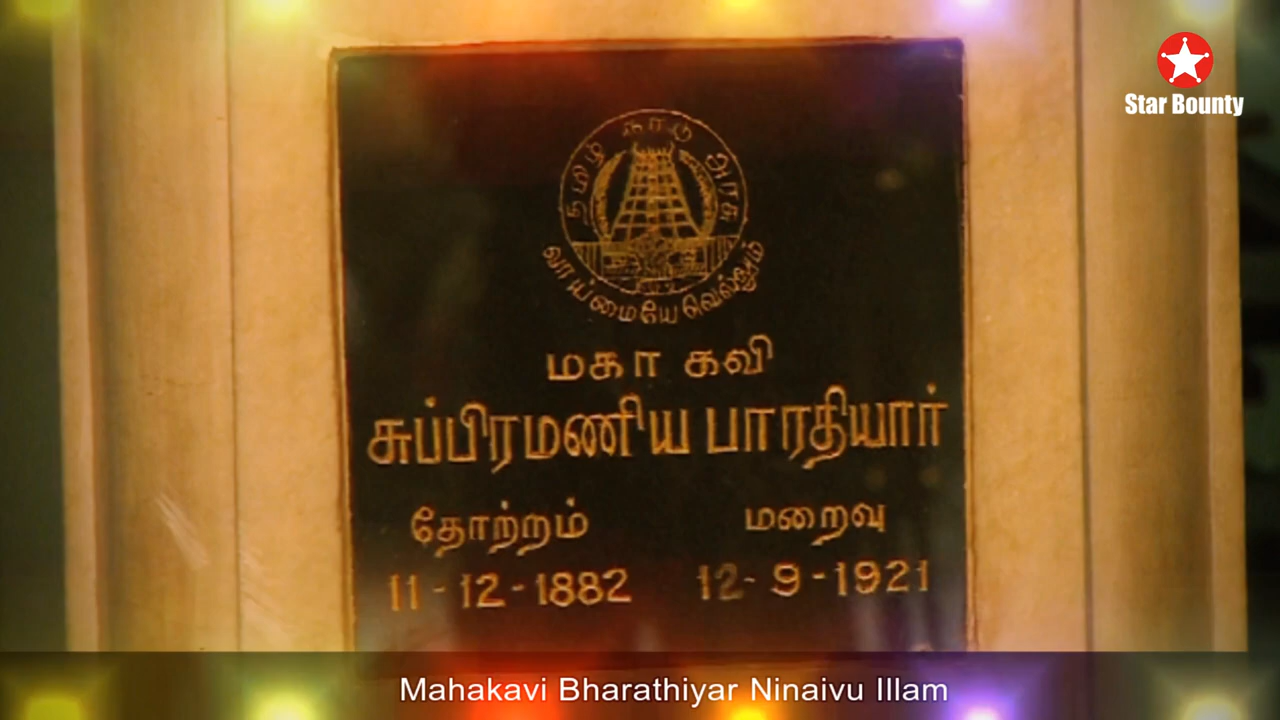 Star Bounty
தமிழ் நாடு அரசு
வாய்மையே வெல்லும்
மகா கவி
சுப்பிரமணிய பாரதியார்
தோற்றம் மறைவு
11-12-1882 12-9-1921
Mahakavi Bharathiyar Ninaivu Illam